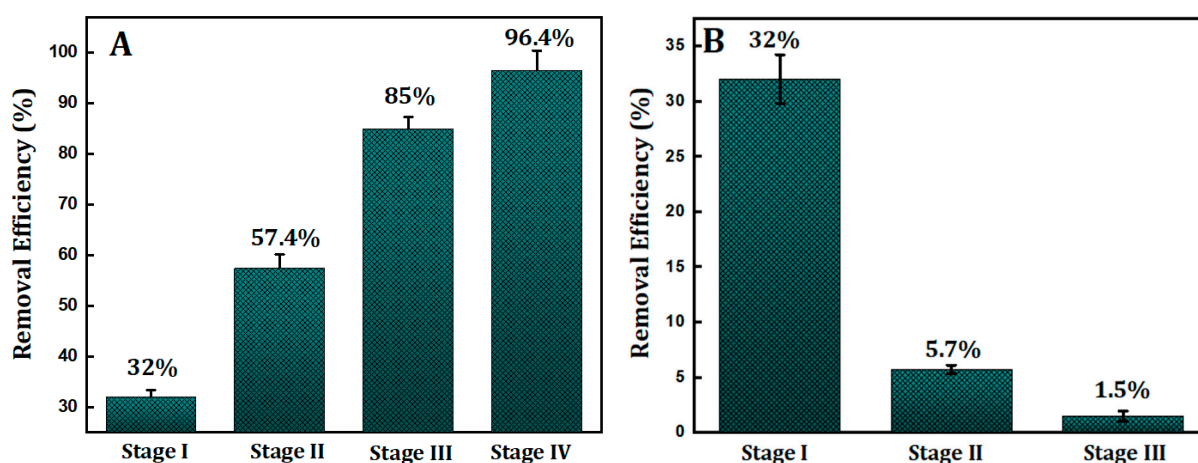 A
Removal Efficiency (%)
100
90
80
70
60
50
40
30
32%
57.4%
85%
96.4%
Stage I
Stage II
Stage III
Stage IV
B
Removal Efficiency (%)
35
30
25
20
15
10
5
0
32%
5.7%
1.5%
Stage I
Stage II
Stage III